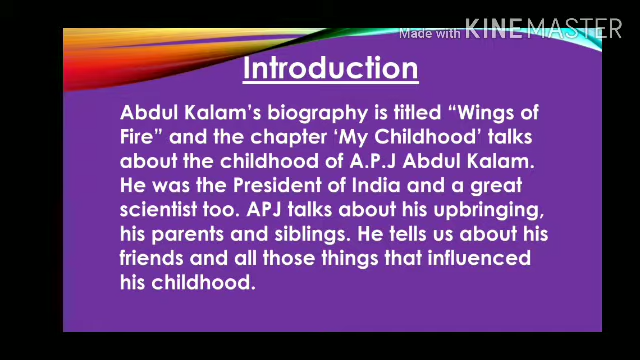 Made with KINEMASTER
Introduction
Abdul Kalam's biography is titled “Wings of
Fire” and the chapter ‘My Childhood’ talks
about the childhood of A.P.J Abdul Kalam.
He was the President of India and a great
scientist too. APJ talks about his upbringing,
his parents and siblings. He tells us about his
friends and all those things that influenced
his childhood.